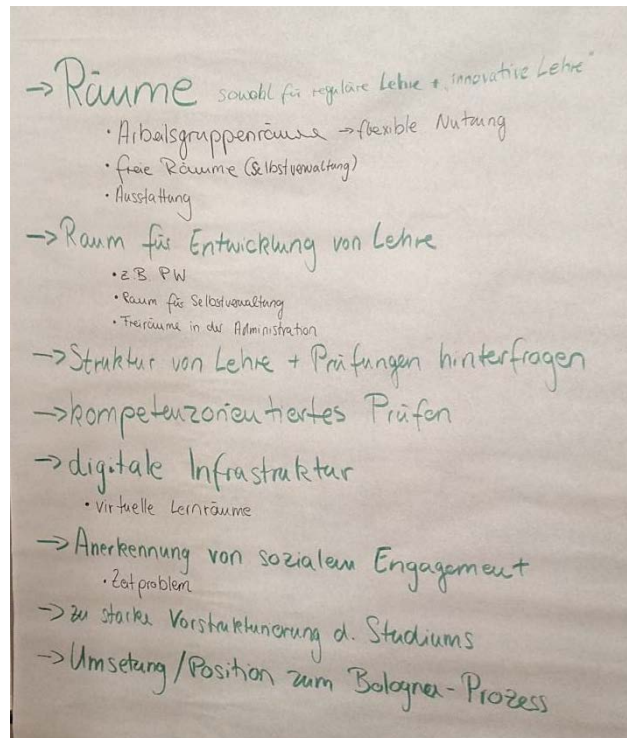 → Räume sowohl für reguläre Lehre + „innovative Lehre"
• Arbeitsgruppenräume → flexible Nutzung
• freie Räume (Selbstverwaltung)
• Ausstattung
→ Raum für Entwicklung von Lehre
• z.B. PW
• Raum für Selbstverwaltung
• Freiräume in der Administration
→ Struktur von Lehre + Prüfungen hinterfragen
→ kompetenzorientiertes Prüfen
→ digitale Infrastruktur
• virtuelle Lernräume
→ Anerkennung von sozialem Engagement
• Zeitproblem
→ zu starke Vorstrukturierung d. Studiums
→ Umsetung/Position zum Bologna-Prozess